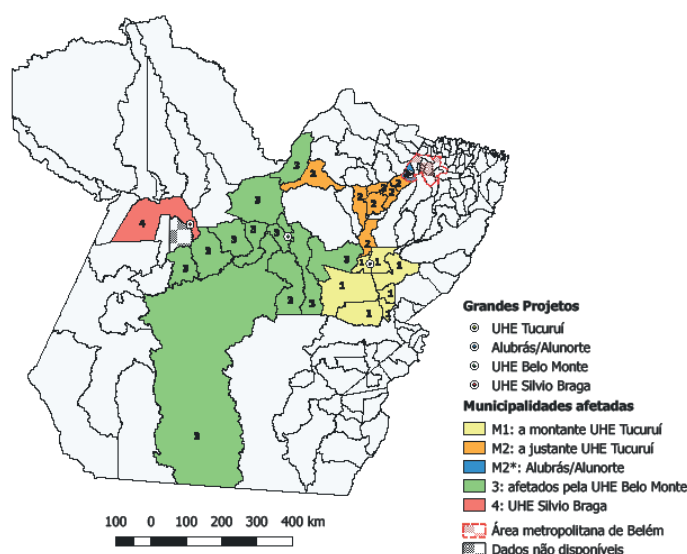 2
3
2
2
2
2
2
2
4
3
3
3
3
3
3
2
3
1
1
1
1
1
3
3
1
1
3
Grandes Projetos
UHE Tucuruí
Alubrás/Alunorte
UHE Belo Monte
UHE Silvio Braga
Municipalidades afetadas
M1: a montante UHE Tucuruí
M2: a justante UHE Tucuruí
M2*: Alubrás/Alunorte
3: afetados pela UHE Belo Monte
4: UHE Silvio Braga
Área metropolitana de Belém
Dados não disponíveis
100 0 100 200 300 400 km